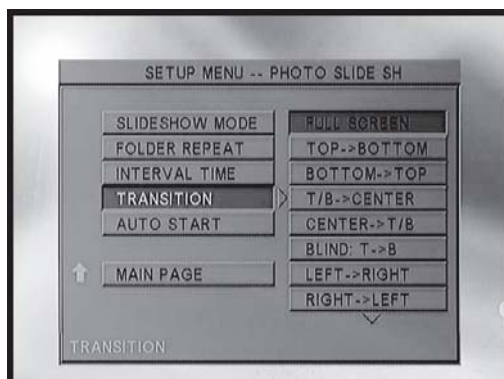 SETUP MENU -- PHOTO SLIDE SH
SLIDESHOW MODE
FOLDER REPEAT
INTERVAL TIME
TRANSITION
AUTO START
MAIN PAGE
FULL SCREEN
TOP->BOTTOM
BOTTOM->TOP
T/B->CENTER
CENTER->T/B
BLIND: T->B
LEFT->RIGHT
RIGHT->LEFT
TRANSITION